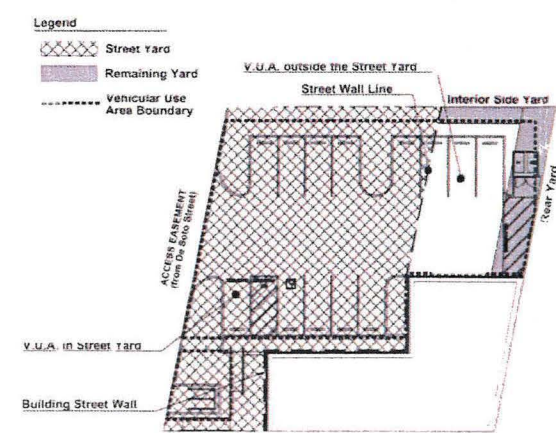 Legend
Street Yard
Remaining Yard
Vehicular Use
Area Boundary
V.U.A. outside the Street Yard
Street Wall Line
Interior Side Yard
Rear Yard
ACCESS EASEMENT
(from De Soto Street)
V.U.A. in Street Yard
Building Street Wall